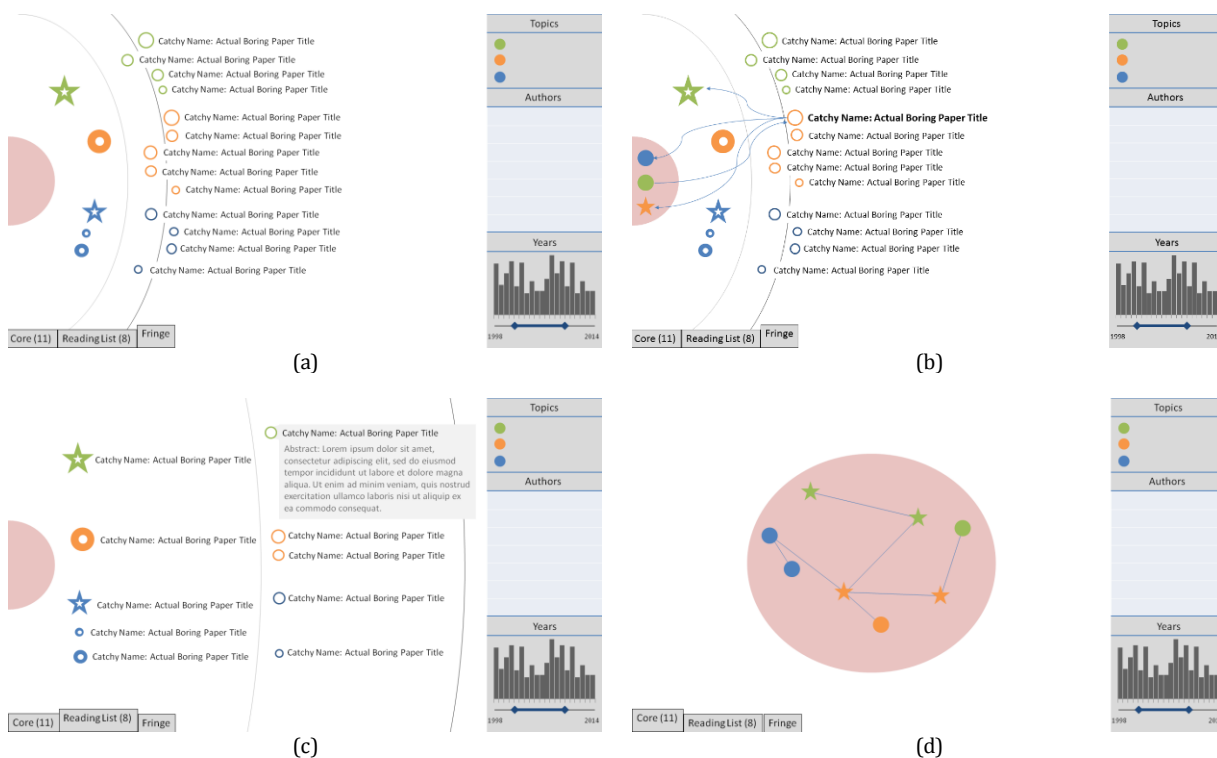 Topics
Catchy Name: Actual Boring Paper Title
Catchy Name: Actual Boring Paper Title
Catchy Name: Actual Boring Paper Title
Catchy Name: Actual Boring Paper Title
Authors
Catchy Name: Actual Boring Paper Title
Catchy Name: Actual Boring Paper Title
Catchy Name: Actual Boring Paper Title
Catchy Name: Actual Boring Paper Title
Catchy Name: Actual Boring Paper Title
Catchy Name: Actual Boring Paper Title
Catchy Name: Actual Boring Paper Title
Catchy Name: Actual Boring Paper Title
Catchy Name: Actual Boring Paper Title
Years
1998 2014
Core (11) Reading List (8) Fringe
(a)
Topics
Catchy Name: Actual Boring Paper Title
Catchy Name: Actual Boring Paper Title
Catchy Name: Actual Boring Paper Title
Catchy Name: Actual Boring Paper Title
Authors
Catchy Name: Actual Boring Paper Title
Catchy Name: Actual Boring Paper Title
Catchy Name: Actual Boring Paper Title
Catchy Name: Actual Boring Paper Title
Catchy Name: Actual Boring Paper Title
Catchy Name: Actual Boring Paper Title
Catchy Name: Actual Boring Paper Title
Catchy Name: Actual Boring Paper Title
Catchy Name: Actual Boring Paper Title
Years
1998 201
Core (11) Reading List (8) Fringe
(b)
Topics
Catchy Name: Actual Boring Paper Title
Abstract: Lorem ipsum dolor sit amet,
consectetur adipiscing elit, sed do eiusmod
tempor incididunt ut labore et dolore magna
aliqua. Ut enim ad minim veniam, quis nostrud
exercitation ullamco laboris nisi ut aliquip ex
ea commodo consequat.
Catchy Name: Actual Boring Paper Title
Authors
Catchy Name: Actual Boring Paper Title
Catchy Name: Actual Boring Paper Title
Catchy Name: Actual Boring Paper Title
Catchy Name: Actual Boring Paper Title
Catchy Name: Actual Boring Paper Title
Catchy Name: Actual Boring Paper Title
Catchy Name: Actual Boring Paper Title
Catchy Name: Actual Boring Paper Title
Years
1998 2014
Core (11) Reading List (8) Fringe
(c)
Topics
Authors
Years
1998 201
Core (11) Reading List (8) Fringe
(d)